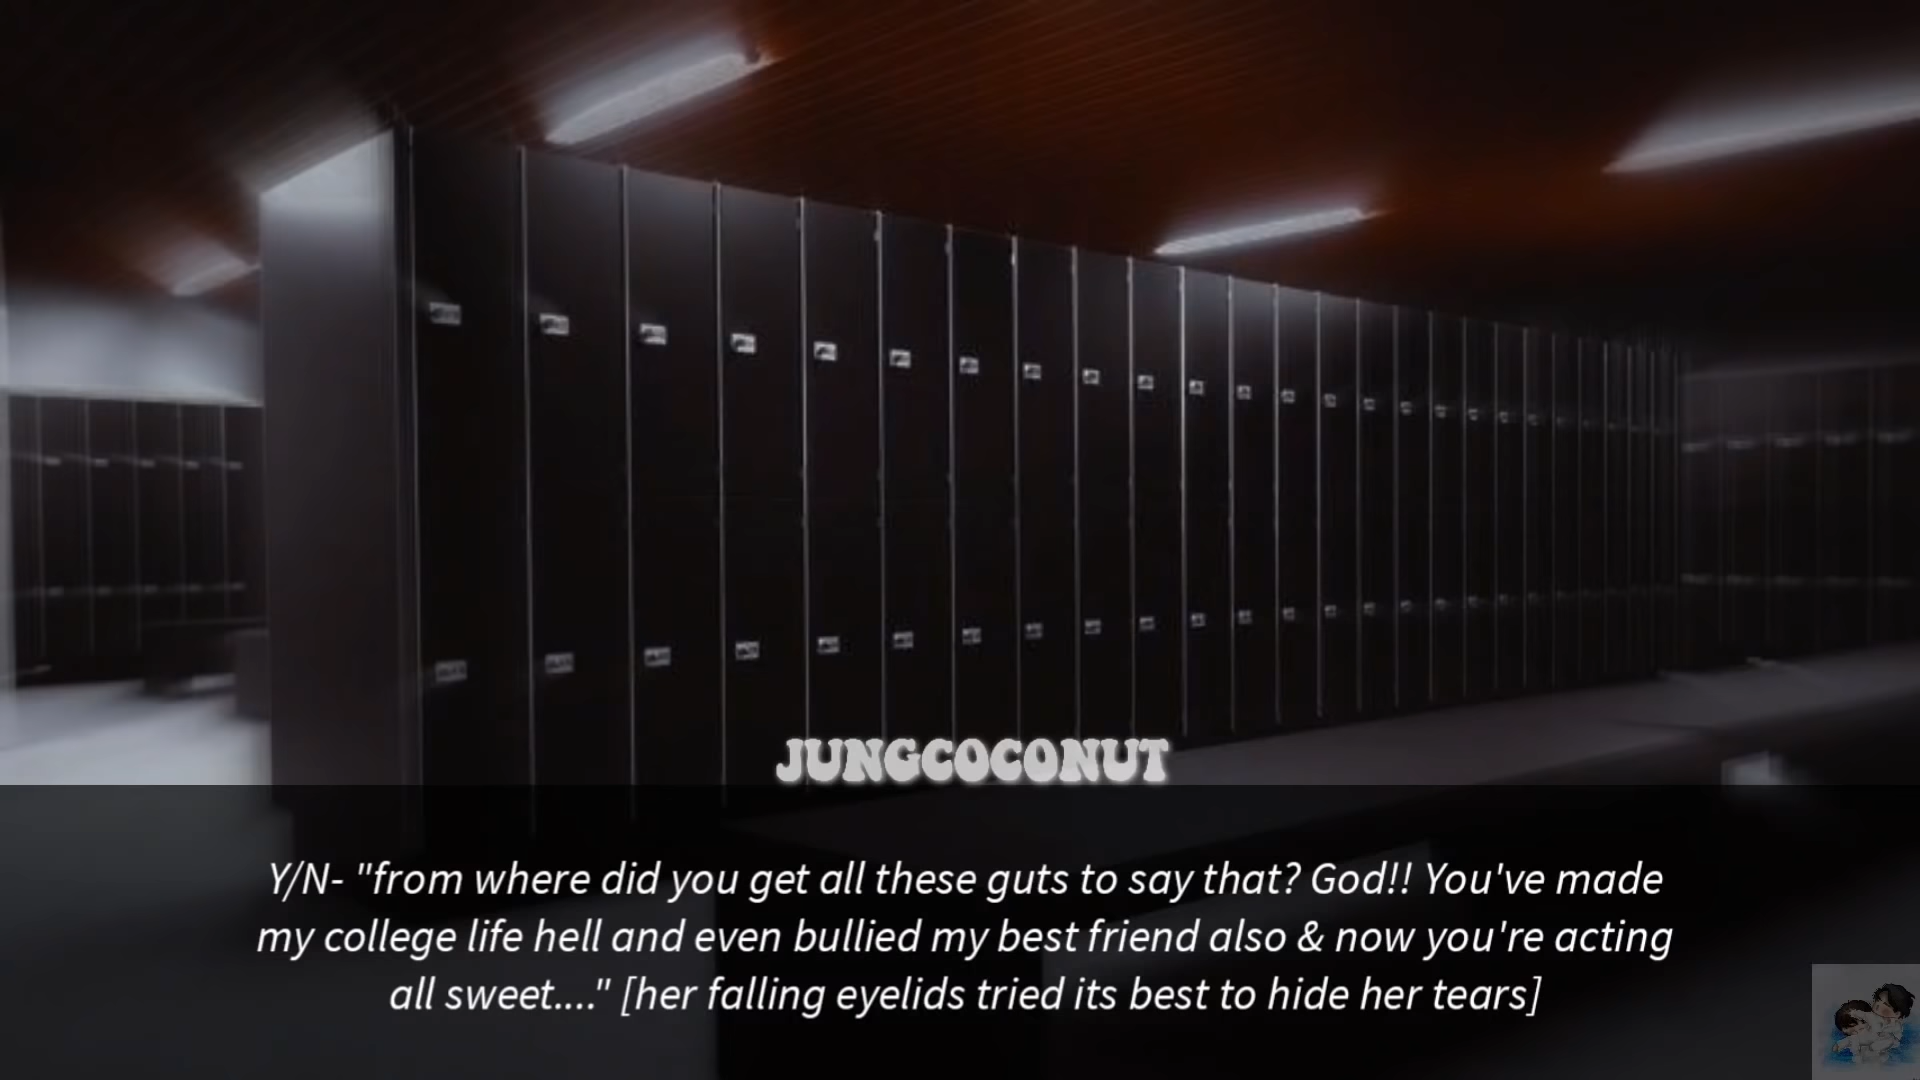 JUNGCOCONUT
Y/N- "from where did you get all these guts to say that? God!! You've made
my college life hell and even bullied my best friend also & now you're acting
all sweet...." [her falling eyelids tried its best to hide her tears]